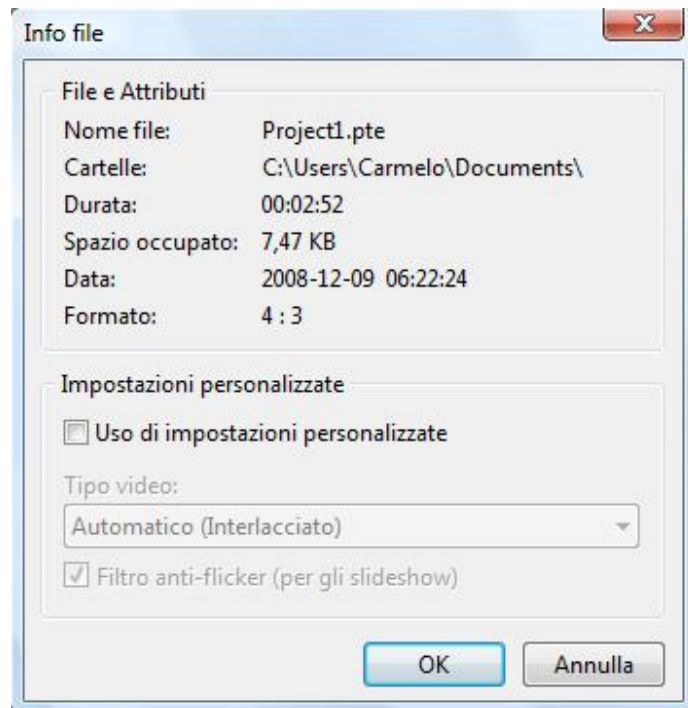 Info file
File e Attributi
Nome file: Project1.pte
Cartelle: C:\Users\Carmelo\Documents\
Durata: 00:02:52
Spazio occupato: 7,47 KB
Data: 2008-12-09 06:22:24
Formato: 4 : 3
Impostazioni personalizzate
Uso di impostazioni personalizzate
Tipo video:
Automatico (Interlacciato)
Filtro anti-flicker (per gli slideshow)
OK Annulla